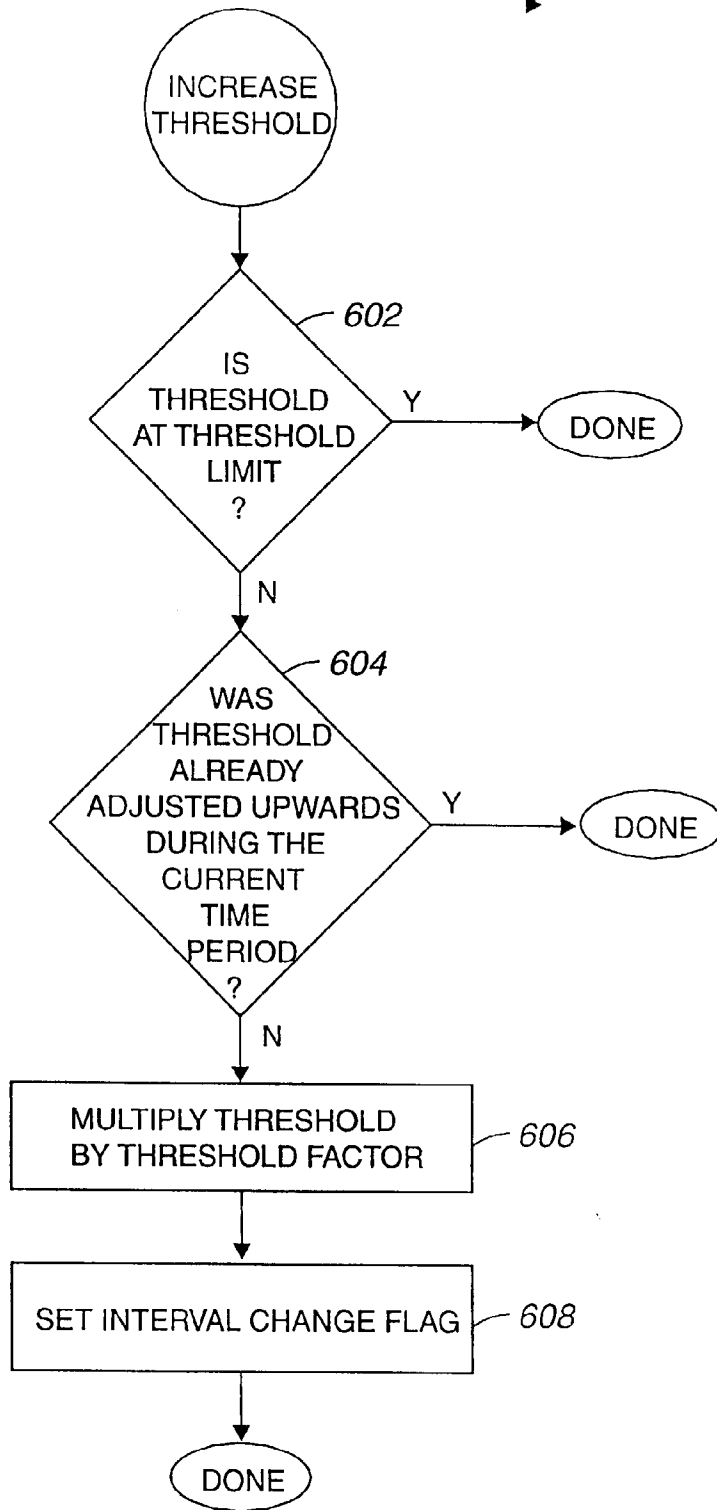 INCREASE
THRESHOLD
602
IS
THRESHOLD
AT THRESHOLD
LIMIT
?
Y
DONE
N
604
WAS
THRESHOLD
ALREADY
ADJUSTED UPWARDS
DURING THE
CURRENT
TIME
PERIOD
?
Y
DONE
N
MULTIPLY THRESHOLD
BY THRESHOLD FACTOR
606
SET INTERVAL CHANGE FLAG
608
DONE